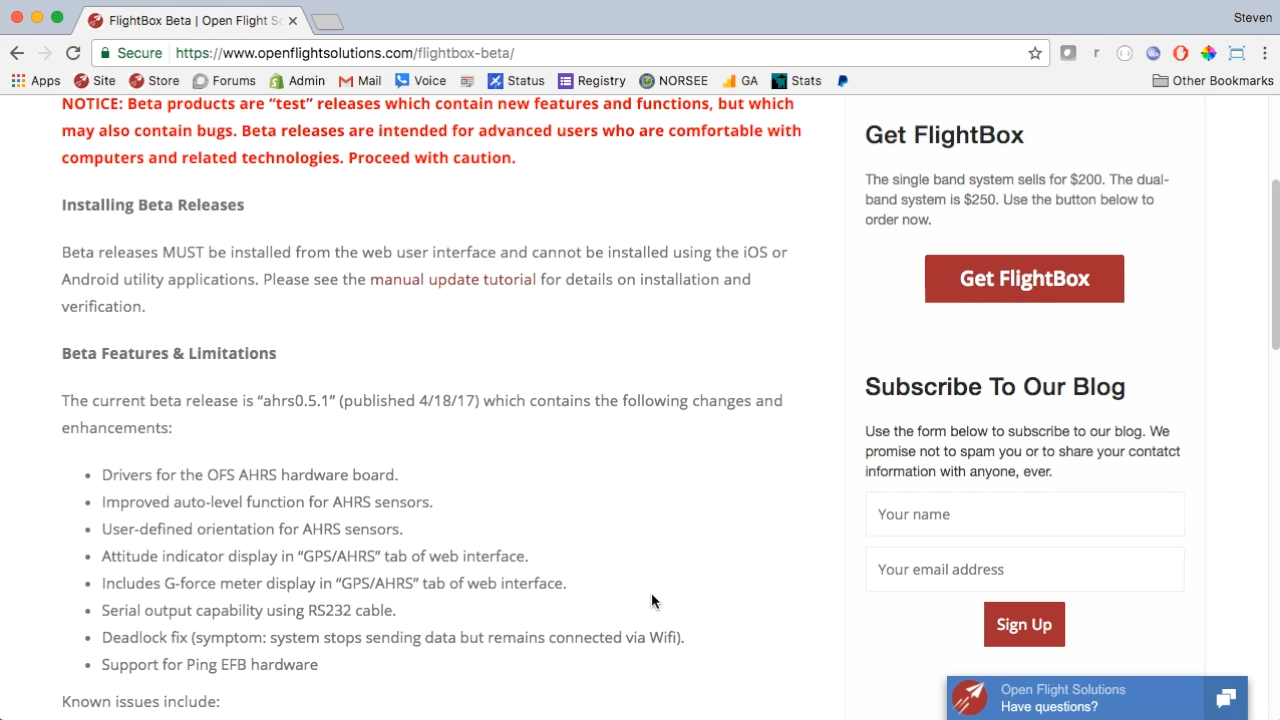 FlightBox Beta | Open Flight S
Steven
Secure https://www.openflightsolutions.com/flightbox-beta/
Apps Site Store Forums Admin Mail Voice Status Registry NORSEE GA Stats Other Bookmarks
NOTICE: Beta products are “test” releases which contain new features and functions, but which
may also contain bugs. Beta releases are intended for advanced users who are comfortable with
computers and related technologies. Proceed with caution.
Installing Beta Releases
Beta releases MUST be installed from the web user interface and cannot be installed using the iOS or
Android utility applications. Please see the manual update tutorial for details on installation and
verification.
Beta Features & Limitations
The current beta release is “ahrs0.5.1” (published 4/18/17) which contains the following changes and
enhancements:
• Drivers for the OFS AHRS hardware board.
• Improved auto-level function for AHRS sensors.
• User-defined orientation for AHRS sensors.
• Attitude indicator display in “GPS/AHRS” tab of web interface.
• Includes G-force meter display in “GPS/AHRS” tab of web interface.
• Serial output capability using RS232 cable.
• Deadlock fix (symptom: system stops sending data but remains connected via Wifi).
• Support for Ping EFB hardware
Known issues include:
Get FlightBox
The single band system sells for $200. The dual-
band system is $250. Use the button below to
order now.
Get FlightBox
Subscribe To Our Blog
Use the form below to subscribe to our blog. We
promise not to spam you or to share your contatct
information with anyone, ever.
Your name
Your email address
Sign Up
Open Flight Solutions
Have questions?